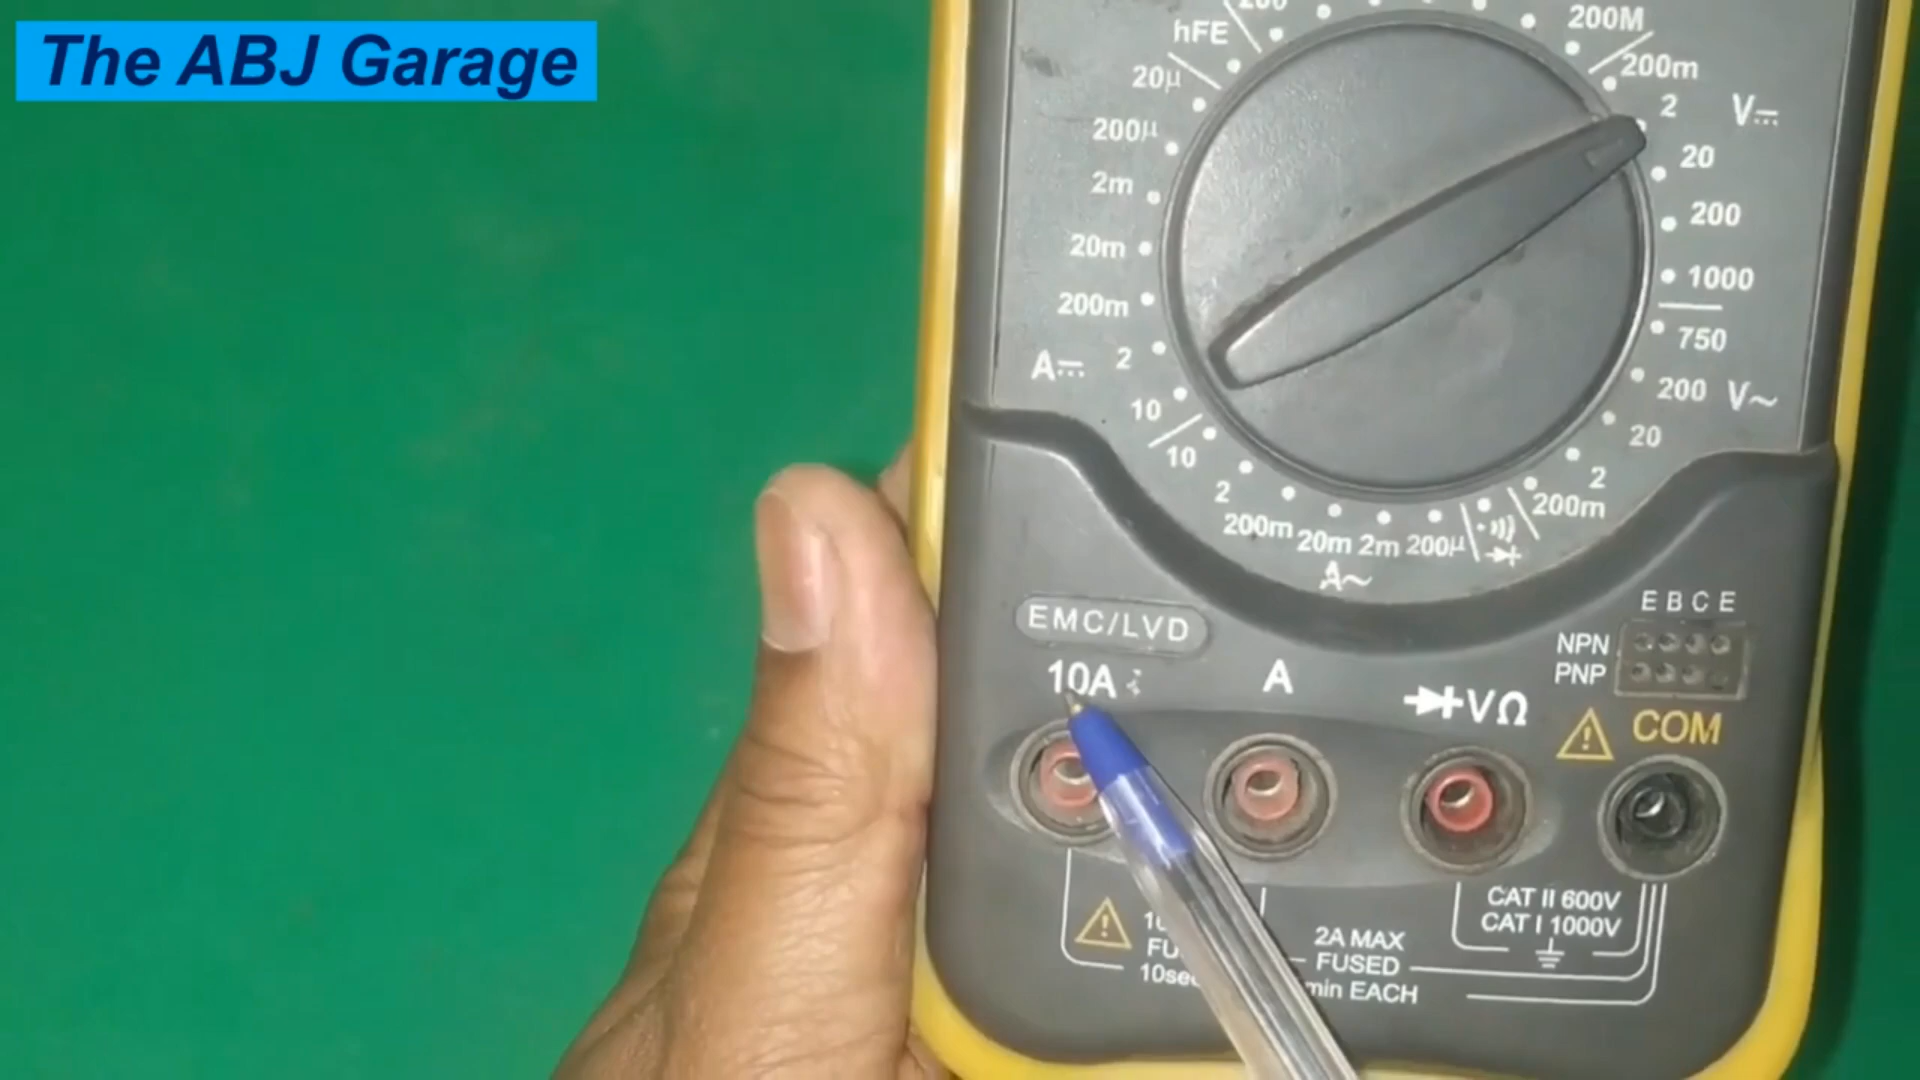 The ABJ Garage
200M
hFE
200m
20µ
2
V
200µ
20
2m
200
20m
1000
200m
750
A
2
200
V~
10
20
10
2
2
200m
200m
20m
2m
200µ
A~
E B C E
EMC/LVD
NPN
PNP
10A
A
VΩ
COM
CAT II 600V
CAT I 1000V
2A MAX
FUSED
min EACH